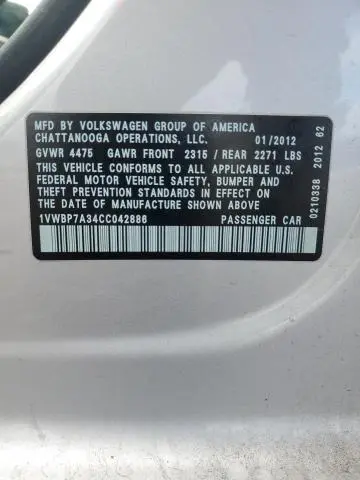 MFD BY VOLKSWAGEN GROUP OF AMERICA
CHATTANOOGA OPERATIONS, LLC. 01/2012
GVWR 4475 GAWR FRONT 2315 / REAR 2271 LBS
THIS VEHICLE CONFORMS TO ALL APPLICABLE U.S.
FEDERAL MOTOR VEHICLE SAFETY, BUMPER AND
THEFT PREVENTION STANDARDS IN EFFECT ON
THE DATE OF MANUFACTURE SHOWN ABOVE
1VWBP7A34CC042886 PASSENGER CAR
0210338 2012 62